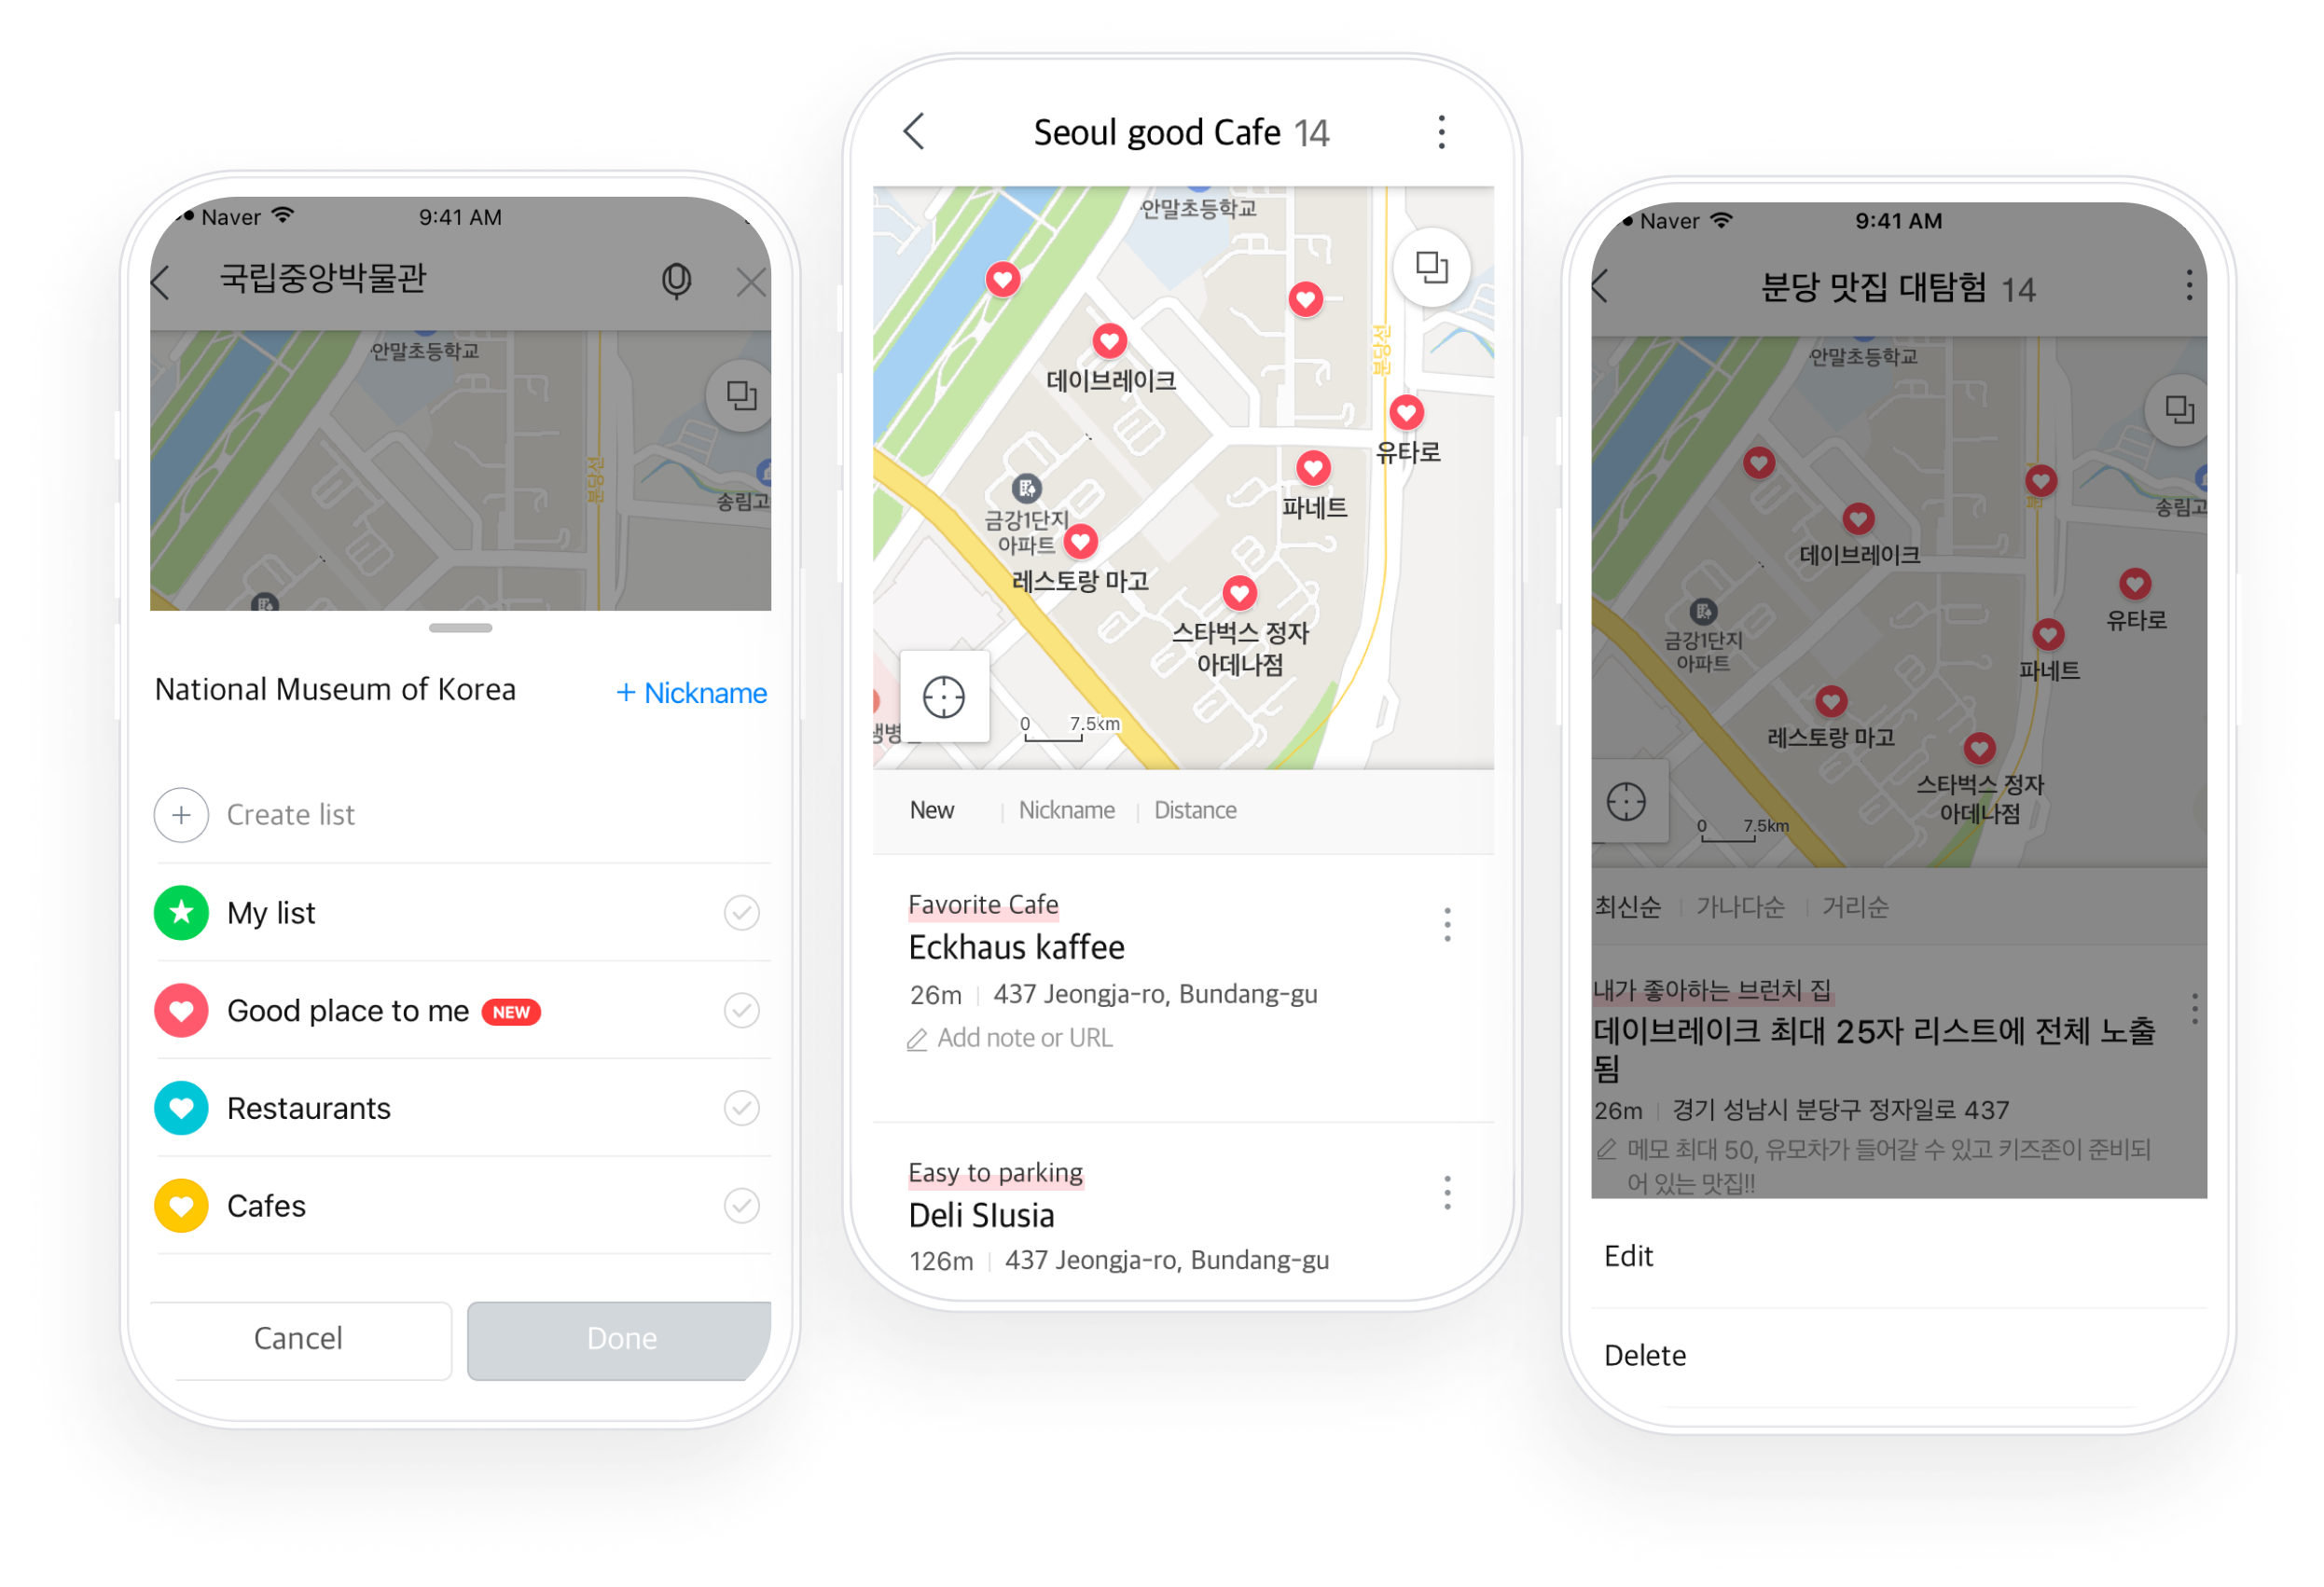 Naver
9:41 AM
국립중앙박물관
안말초등학교
분당선
송림고
National Museum of Korea
+ Nickname
Create list
My list
Good place to me NEW
Restaurants
Cafes
Cancel
Done
Seoul good Cafe 14
안말초등학교
데이브레이크
분당선
유타로
파네트
금강1단지
아파트
레스토랑 마고
스타벅스 정자
아데나점
0 7.5km
New | Nickname | Distance
Favorite Cafe
Eckhaus kaffee
26m | 437 Jeongja-ro, Bundang-gu
Add note or URL
Easy to parking
Deli Slusia
126m | 437 Jeongja-ro, Bundang-gu
Naver
9:41 AM
분당 맛집 대탐험 14
안말초등학교
송림고
데이브레이크
유타로
금강1단지
아파트
파네트
레스토랑 마고
스타벅스 정자
아데나점
0 7.5km
최신순 | 가나다순 | 거리순
내가 좋아하는 브런치 집
데이브레이크 최대 25자 리스트에 전체 노출
됨
26m | 경기 성남시 분당구 정자일로 437
메모 최대 50, 유모차가 들어갈 수 있고 키즈존이 준비되
어 있는 맛집!!
Edit
Delete